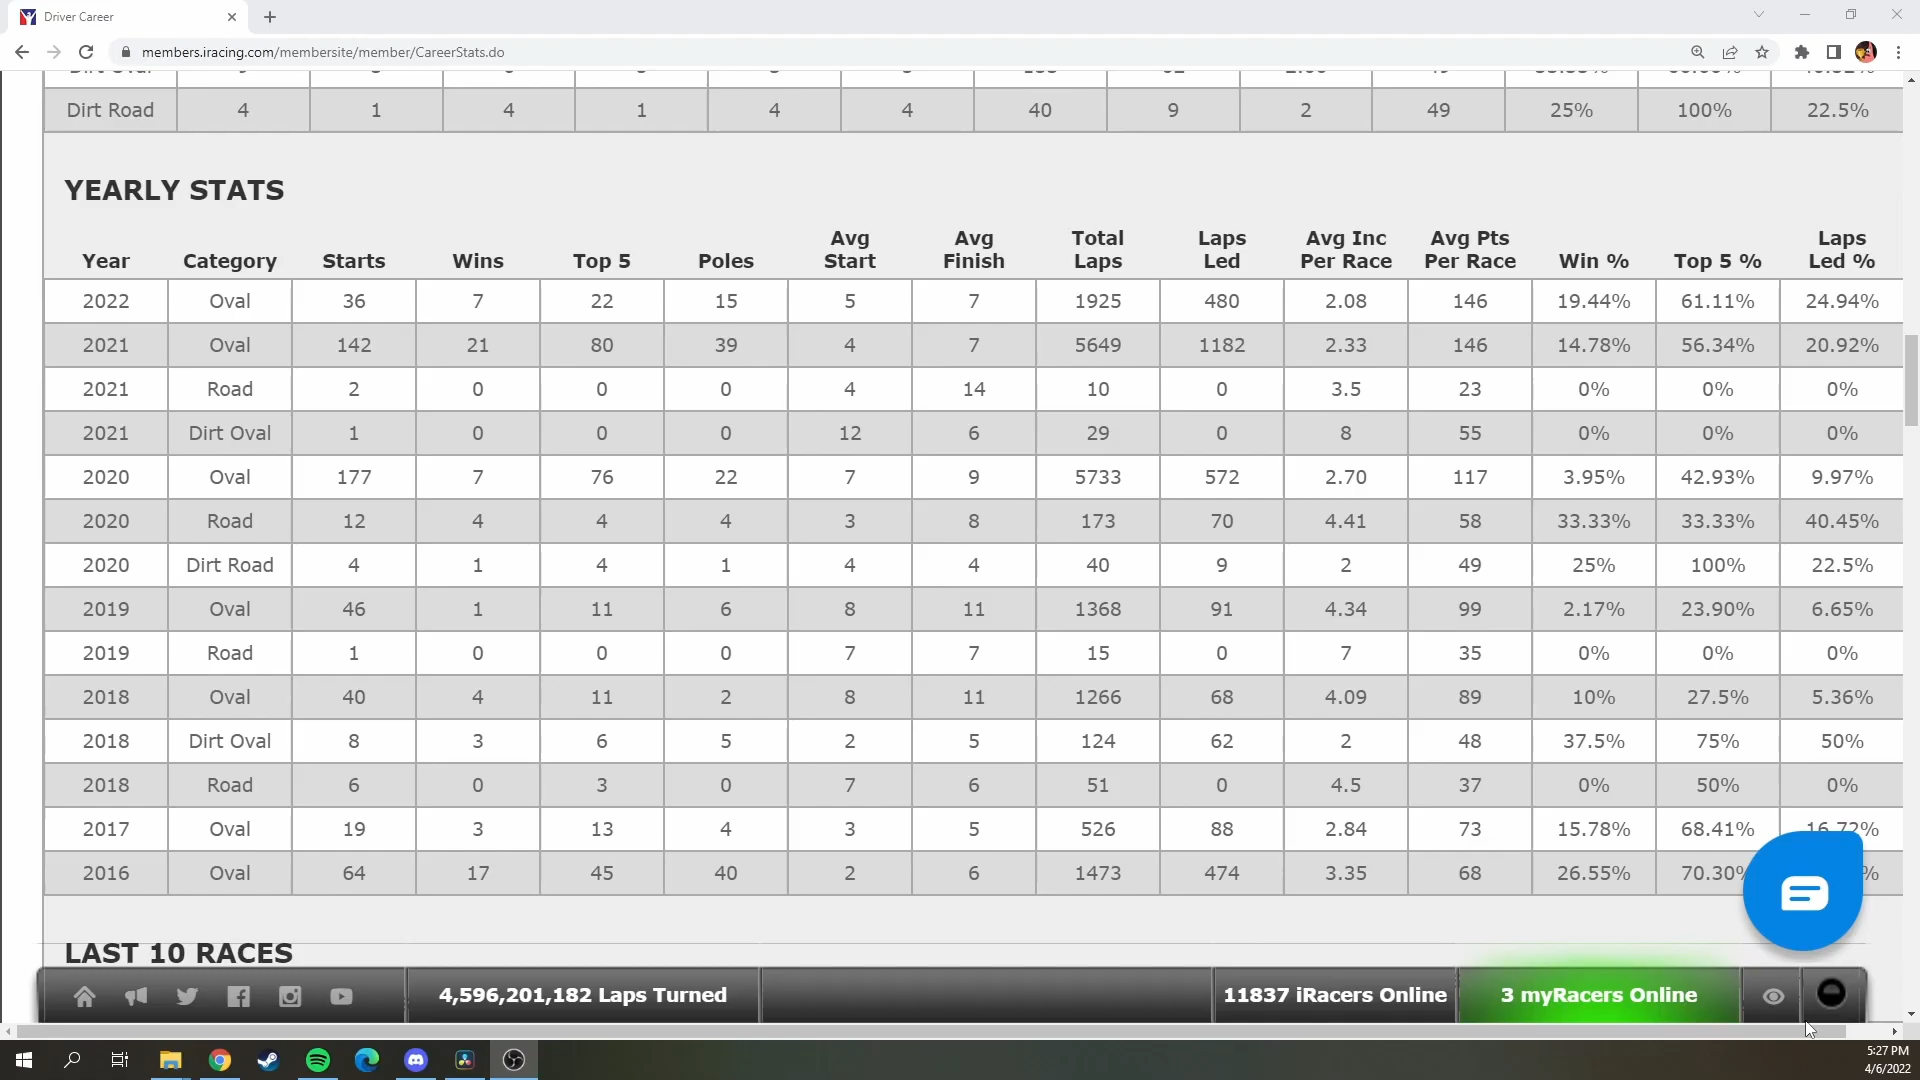 Driver Career
members.iracing.com/membersite/member/CareerStats.do
Dirt Road 4 1 4 1 4 4 40 9 2 49 25% 100% 22.5%
YEARLY STATS
Year Category Starts Wins Top 5 Poles Avg Start Avg Finish Total Laps Laps Led Avg Inc Per Race Avg Pts Per Race Win % Top 5 % Laps Led %
2022 Oval 36 7 22 15 5 7 1925 480 2.08 146 19.44% 61.11% 24.94%
2021 Oval 142 21 80 39 4 7 5649 1182 2.33 146 14.78% 56.34% 20.92%
2021 Road 2 0 0 0 4 14 10 0 3.5 23 0% 0% 0%
2021 Dirt Oval 1 0 0 0 12 6 29 0 8 55 0% 0% 0%
2020 Oval 177 7 76 22 7 9 5733 572 2.70 117 3.95% 42.93% 9.97%
2020 Road 12 4 4 4 3 8 173 70 4.41 58 33.33% 33.33% 40.45%
2020 Dirt Road 4 1 4 1 4 4 40 9 2 49 25% 100% 22.5%
2019 Oval 46 1 11 6 8 11 1368 91 4.34 99 2.17% 23.90% 6.65%
2019 Road 1 0 0 0 7 7 15 0 7 35 0% 0% 0%
2018 Oval 40 4 11 2 8 11 1266 68 4.09 89 10% 27.5% 5.36%
2018 Dirt Oval 8 3 6 5 2 5 124 62 2 48 37.5% 75% 50%
2018 Road 6 0 3 0 7 6 51 0 4.5 37 0% 50% 0%
2017 Oval 19 3 13 4 3 5 526 88 2.84 73 15.78% 68.41% 16.72%
2016 Oval 64 17 45 40 2 6 1473 474 3.35 68 26.55% 70.30%
LAST 10 RACES
4,596,201,182 Laps Turned
11837 iRacers Online
3 myRacers Online
5:27 PM
4/6/2022